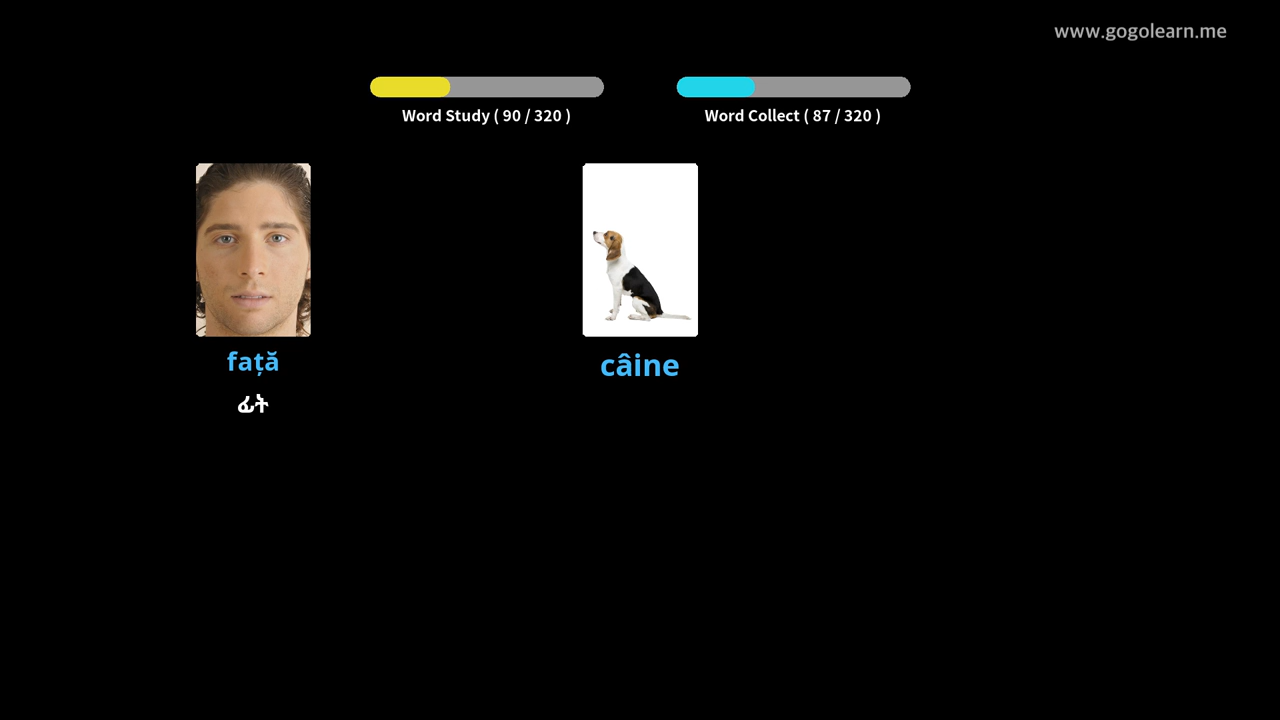 www.gogolearn.me
Word Study ( 90 / 320 )
Word Collect ( 87 / 320 )
față
câine
ፊት